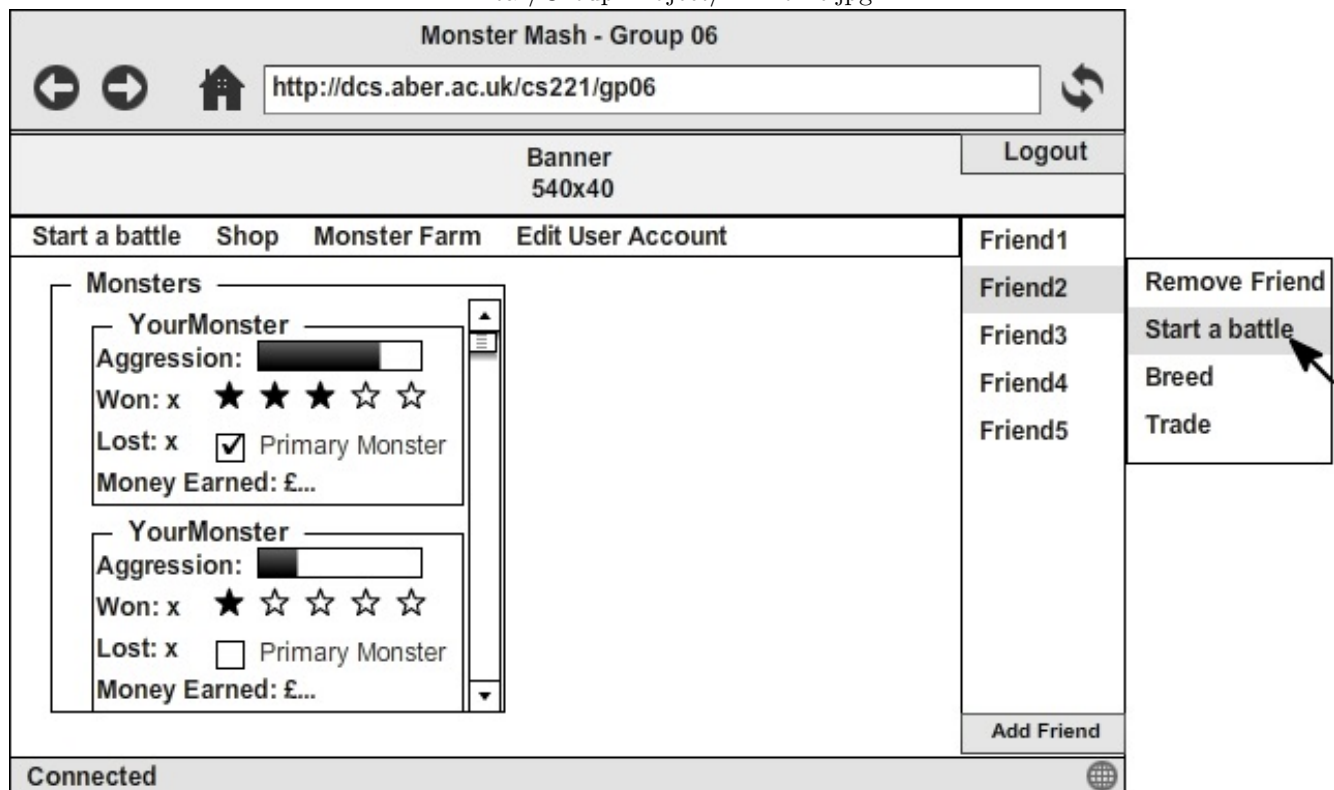 Monster Mash - Group 06
http://dcs.aber.ac.uk/cs221/gp06
Banner
540x40
Logout
Start a battle Shop Monster Farm Edit User Account
Monsters
YourMonster
Aggression:
Won: x
Lost: x Primary Monster
Money Earned: £...
YourMonster
Aggression:
Won: x
Lost: x Primary Monster
Money Earned: £...
Friend1
Friend2
Friend3
Friend4
Friend5
Add Friend
Remove Friend
Start a battle
Breed
Trade
Connected